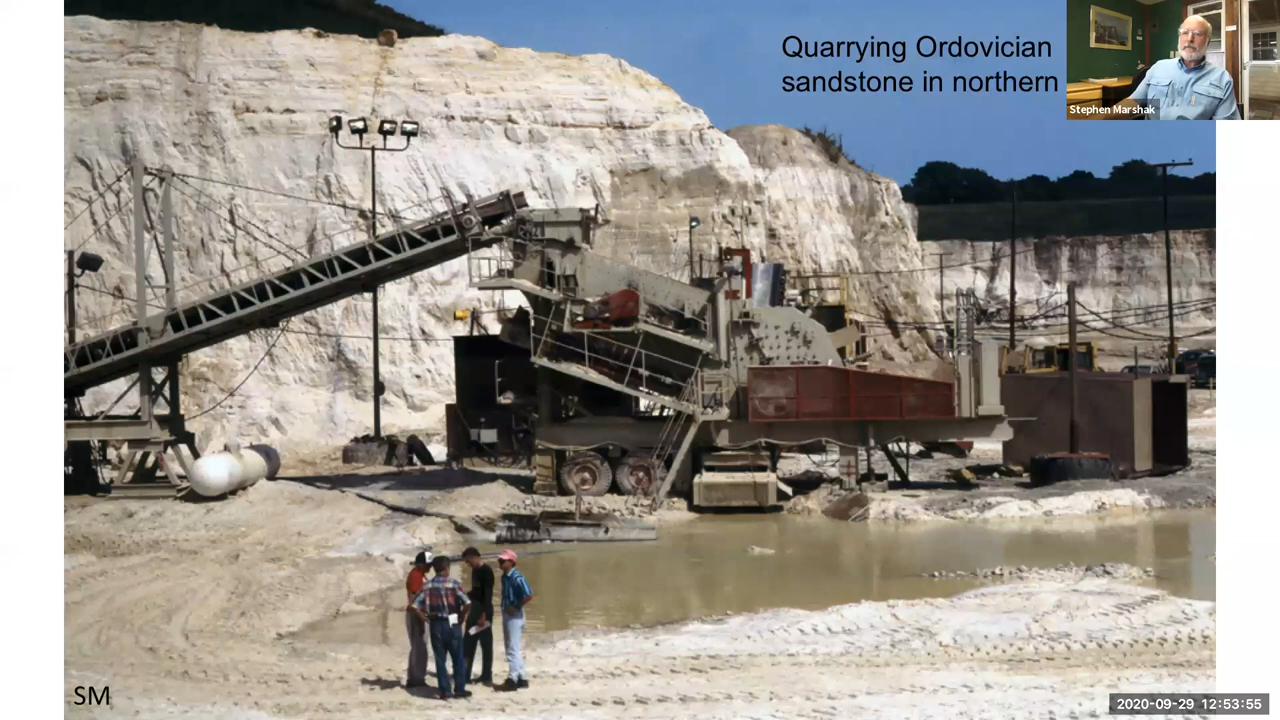 Quarrying Ordovician
sandstone in northern
Stephen Marshak
SM
2020-09-29 12:53:55